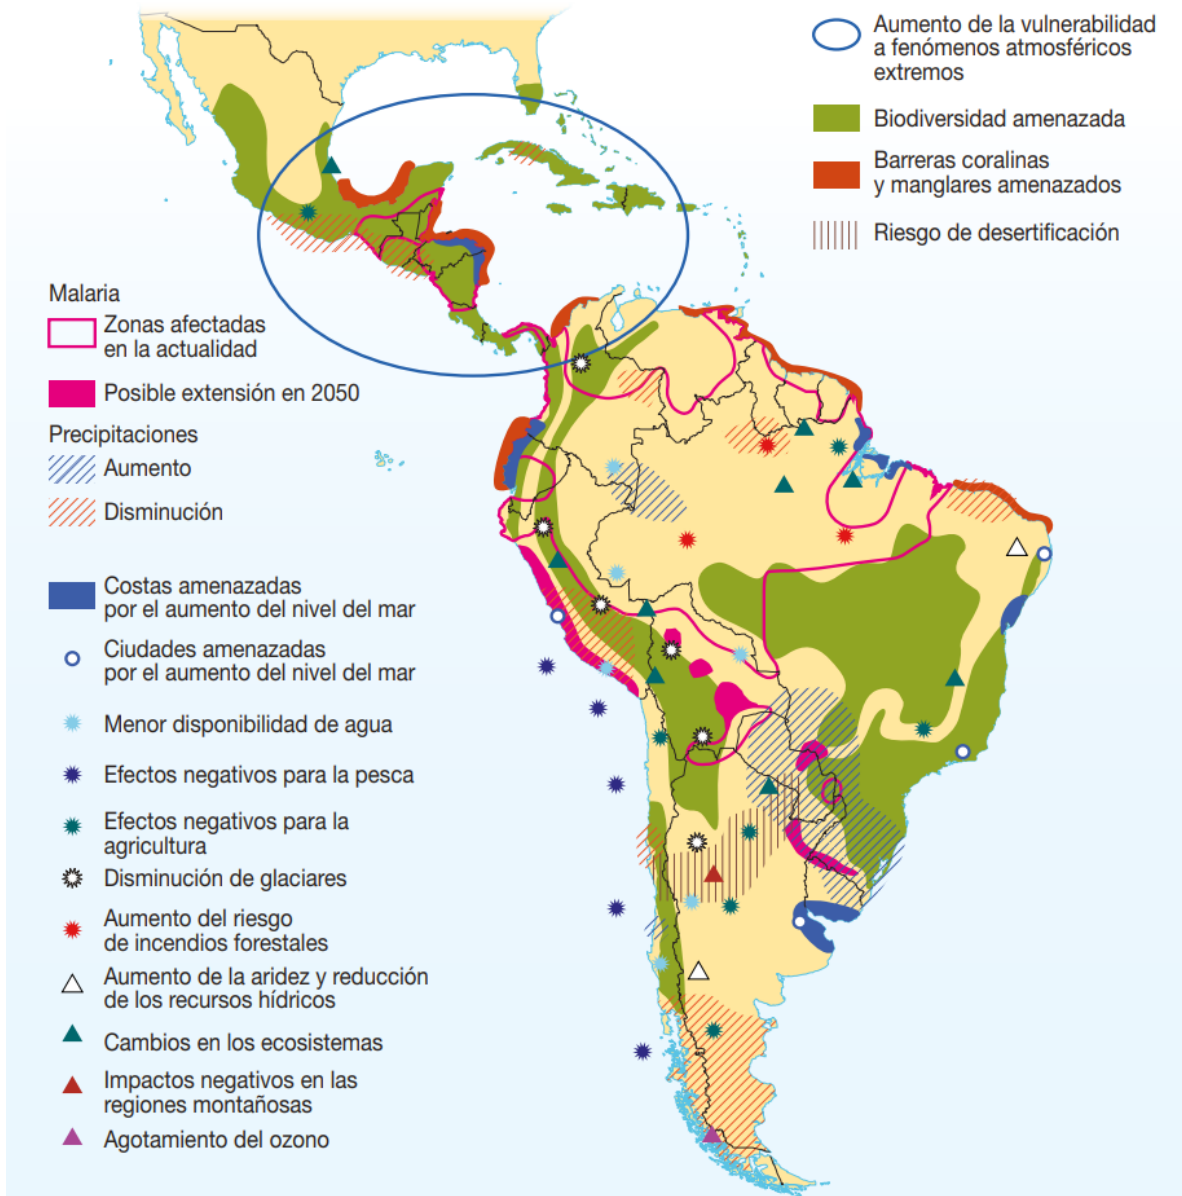 Aumento de la vulnerabilidad
a fenómenos atmosféricos
extremos
Biodiversidad amenazada
Barreras coralinas
y manglares amenazados
Riesgo de desertificación
Malaria
Zonas afectadas
en la actualidad
Posible extensión en 2050
Precipitaciones
Aumento
Disminución
Costas amenazadas
por el aumento del nivel del mar
Ciudades amenazadas
por el aumento del nivel del mar
Menor disponibilidad de agua
Efectos negativos para la pesca
Efectos negativos para la
agricultura
Disminución de glaciares
Aumento del riesgo
de incendios forestales
Aumento de la aridez y reducción
de los recursos hídricos
Cambios en los ecosistemas
Impactos negativos en las
regiones montañosas
Agotamiento del ozono